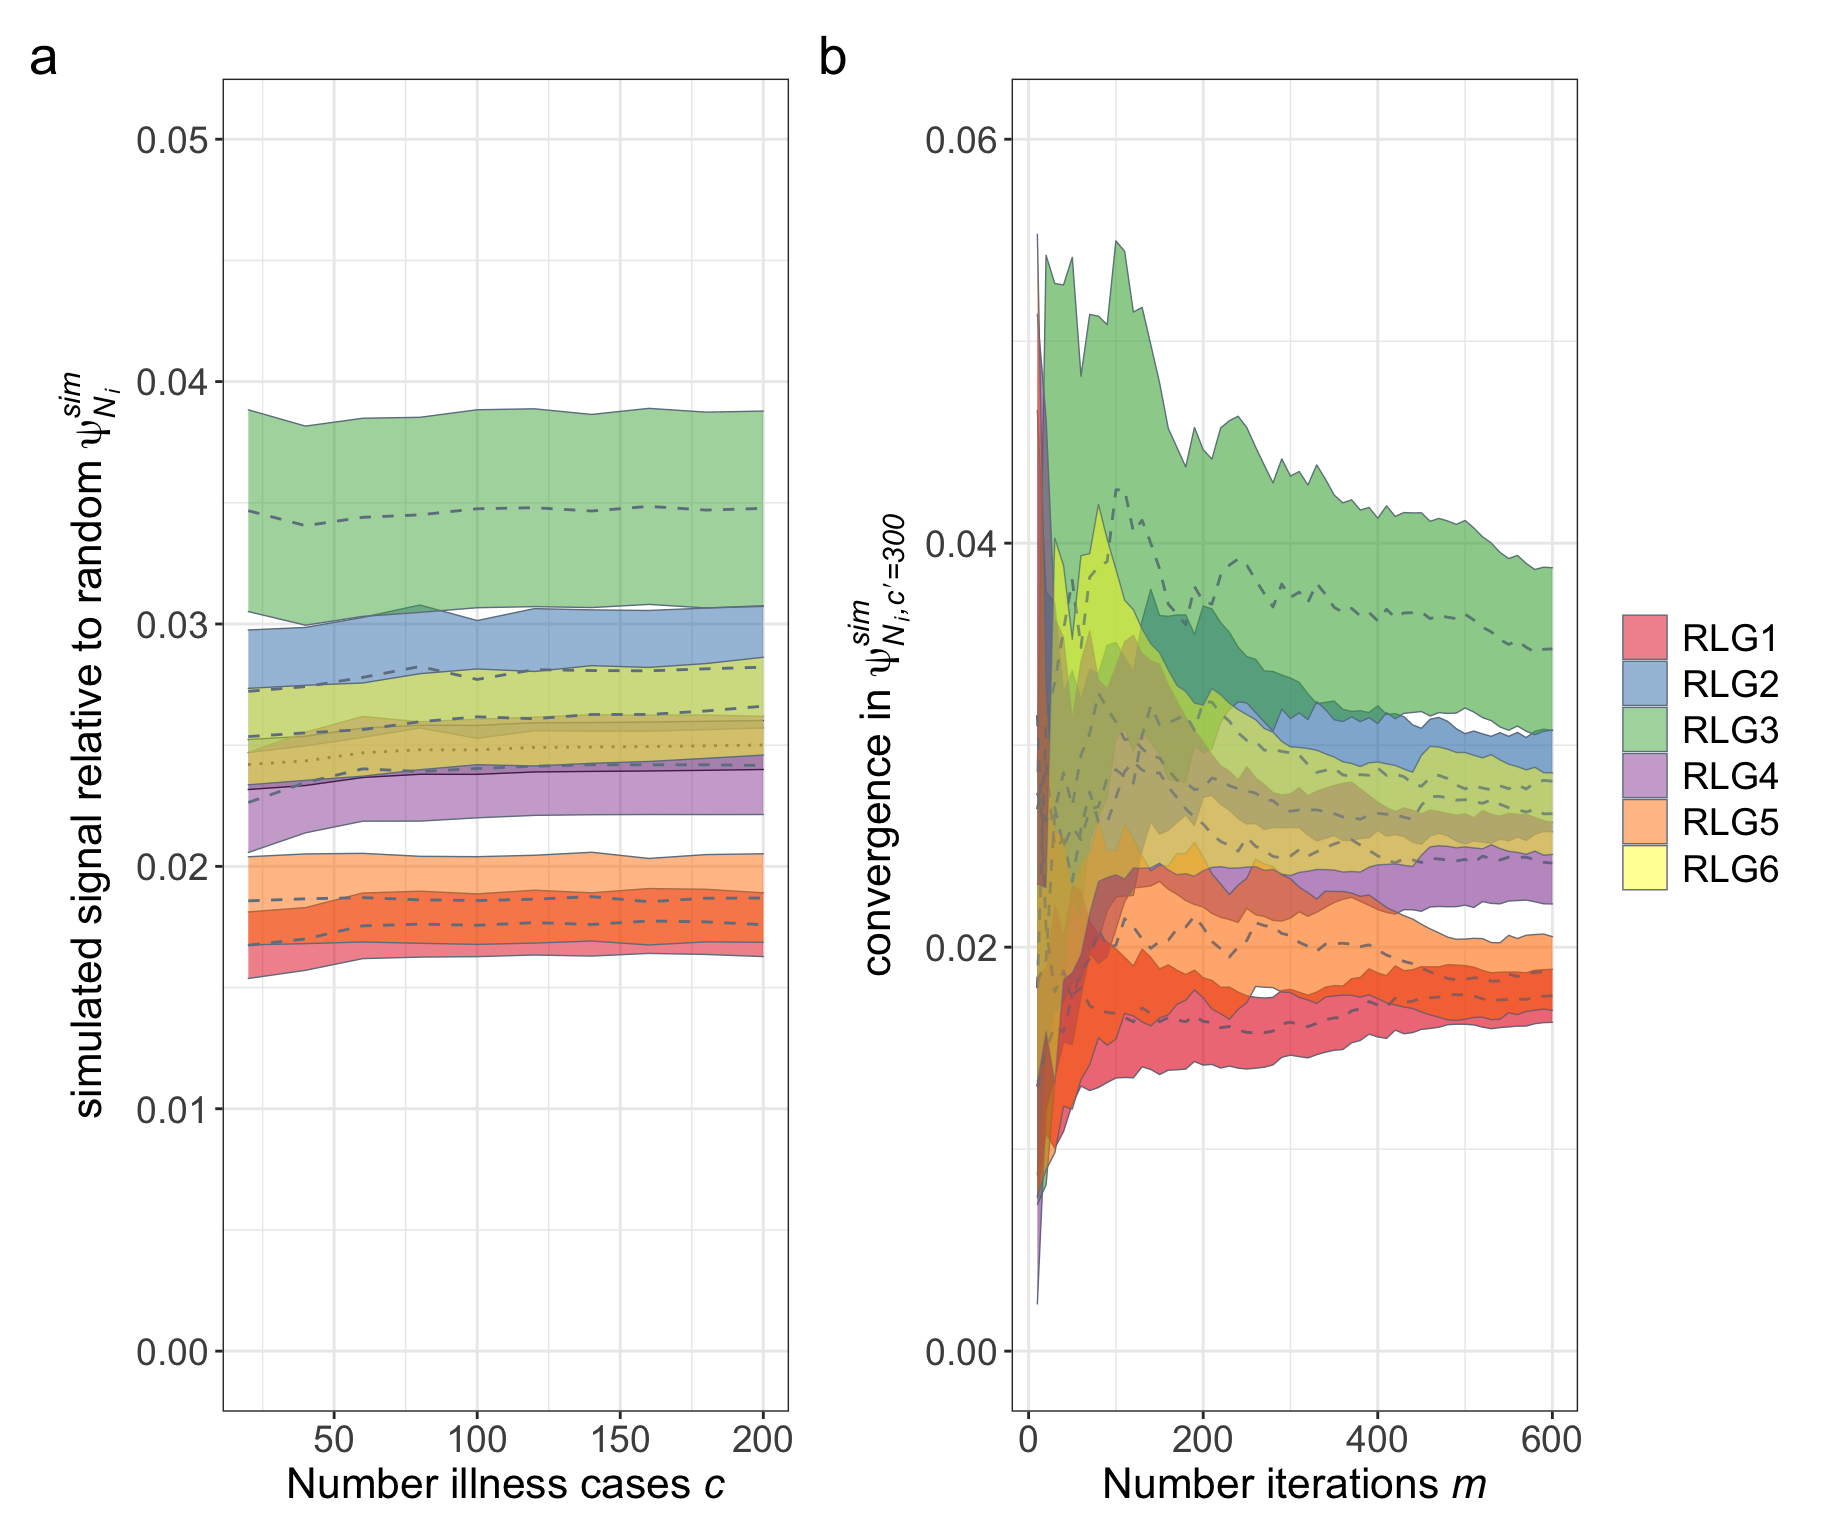 a
simulated signal relative to random ψ^sim_N_i
0.05
0.04
0.03
0.02
0.01
0.00
50 100 150 200
Number illness cases c
b
convergence in ψ^sim_N_i,c′=300
0.06
0.04
0.02
0.00
0 200 400 600
Number iterations m
RLG1
RLG2
RLG3
RLG4
RLG5
RLG6